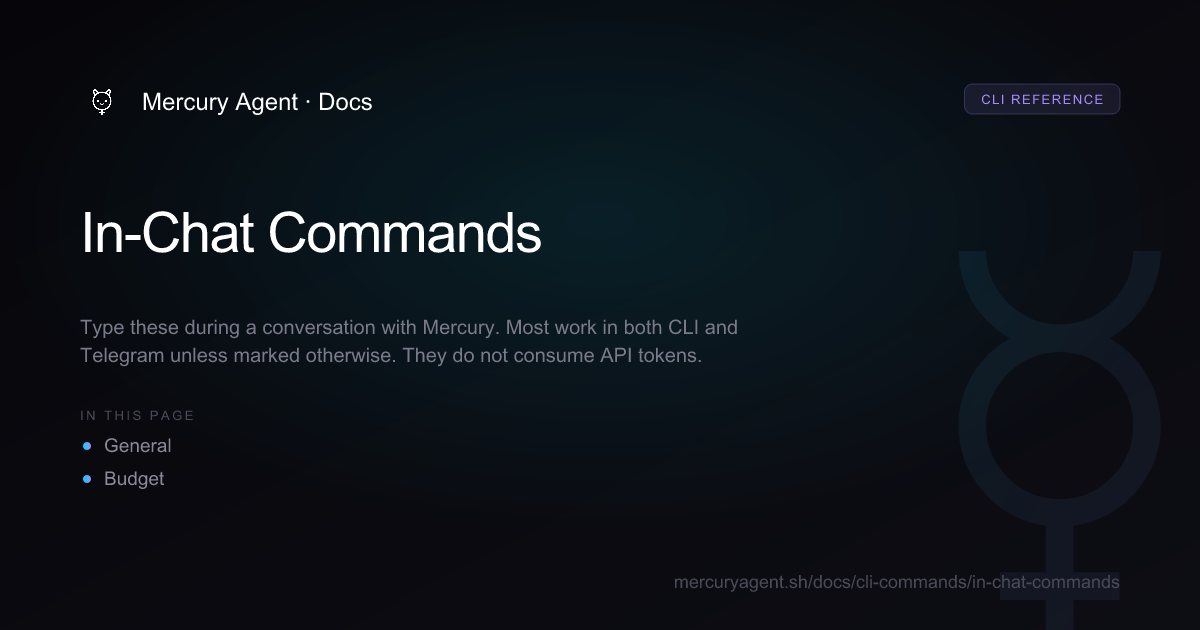 Mercury Agent · Docs
CLI REFERENCE
In-Chat Commands
Type these during a conversation with Mercury. Most work in both CLI and
Telegram unless marked otherwise. They do not consume API tokens.
IN THIS PAGE
General
Budget
mercuryagent.sh/docs/cli-commands/in-chat-commands